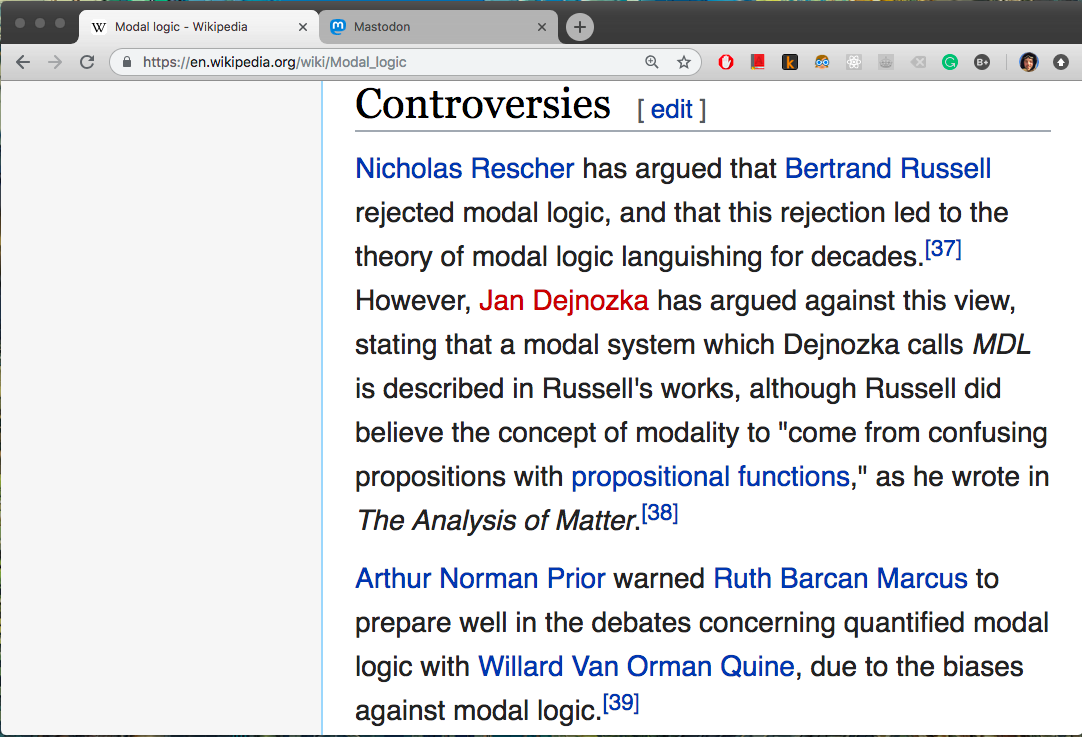 Modal logic - Wikipedia
Mastodon
https://en.wikipedia.org/wiki/Modal_logic
Controversies [ edit ]
Nicholas Rescher has argued that Bertrand Russell
rejected modal logic, and that this rejection led to the
theory of modal logic languishing for decades.[37]
However, Jan Dejnozka has argued against this view,
stating that a modal system which Dejnozka calls MDL
is described in Russell's works, although Russell did
believe the concept of modality to "come from confusing
propositions with propositional functions," as he wrote in
The Analysis of Matter.[38]
Arthur Norman Prior warned Ruth Barcan Marcus to
prepare well in the debates concerning quantified modal
logic with Willard Van Orman Quine, due to the biases
against modal logic.[39]